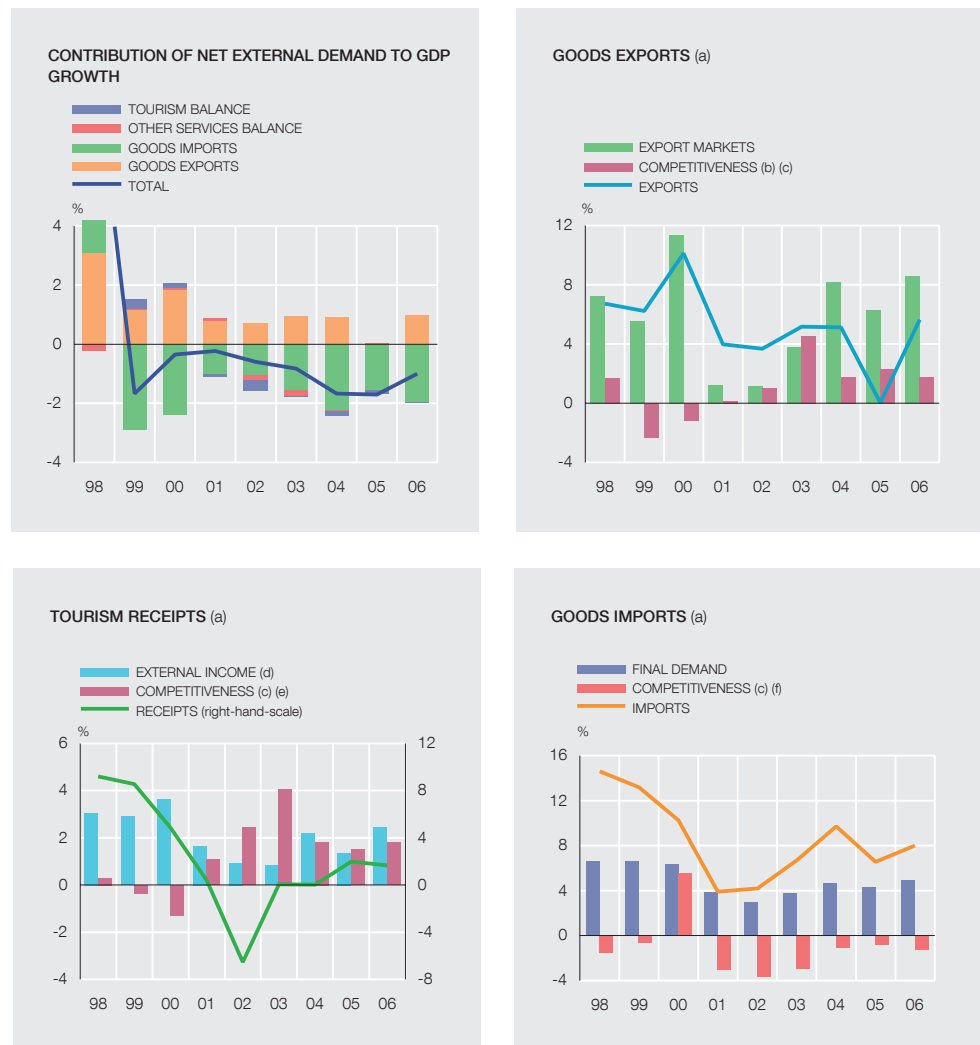 CONTRIBUTION OF NET EXTERNAL DEMAND TO GDP
GROWTH
TOURISM BALANCE
OTHER SERVICES BALANCE
GOODS IMPORTS
GOODS EXPORTS
TOTAL
%
4
2
0
-2
-4
98 99 00 01 02 03 04 05 06
GOODS EXPORTS (a)
EXPORT MARKETS
COMPETITIVENESS (b) (c)
EXPORTS
%
12
8
4
0
-4
98 99 00 01 02 03 04 05 06
TOURISM RECEIPTS (a)
EXTERNAL INCOME (d)
COMPETITIVENESS (c) (e)
RECEIPTS (right-hand-scale)
%
6 12
4 8
2 4
0 0
-2 -4
-4 -8
98 99 00 01 02 03 04 05 06
GOODS IMPORTS (a)
FINAL DEMAND
COMPETITIVENESS (c) (f)
IMPORTS
%
16
12
8
4
0
-4
98 99 00 01 02 03 04 05 06